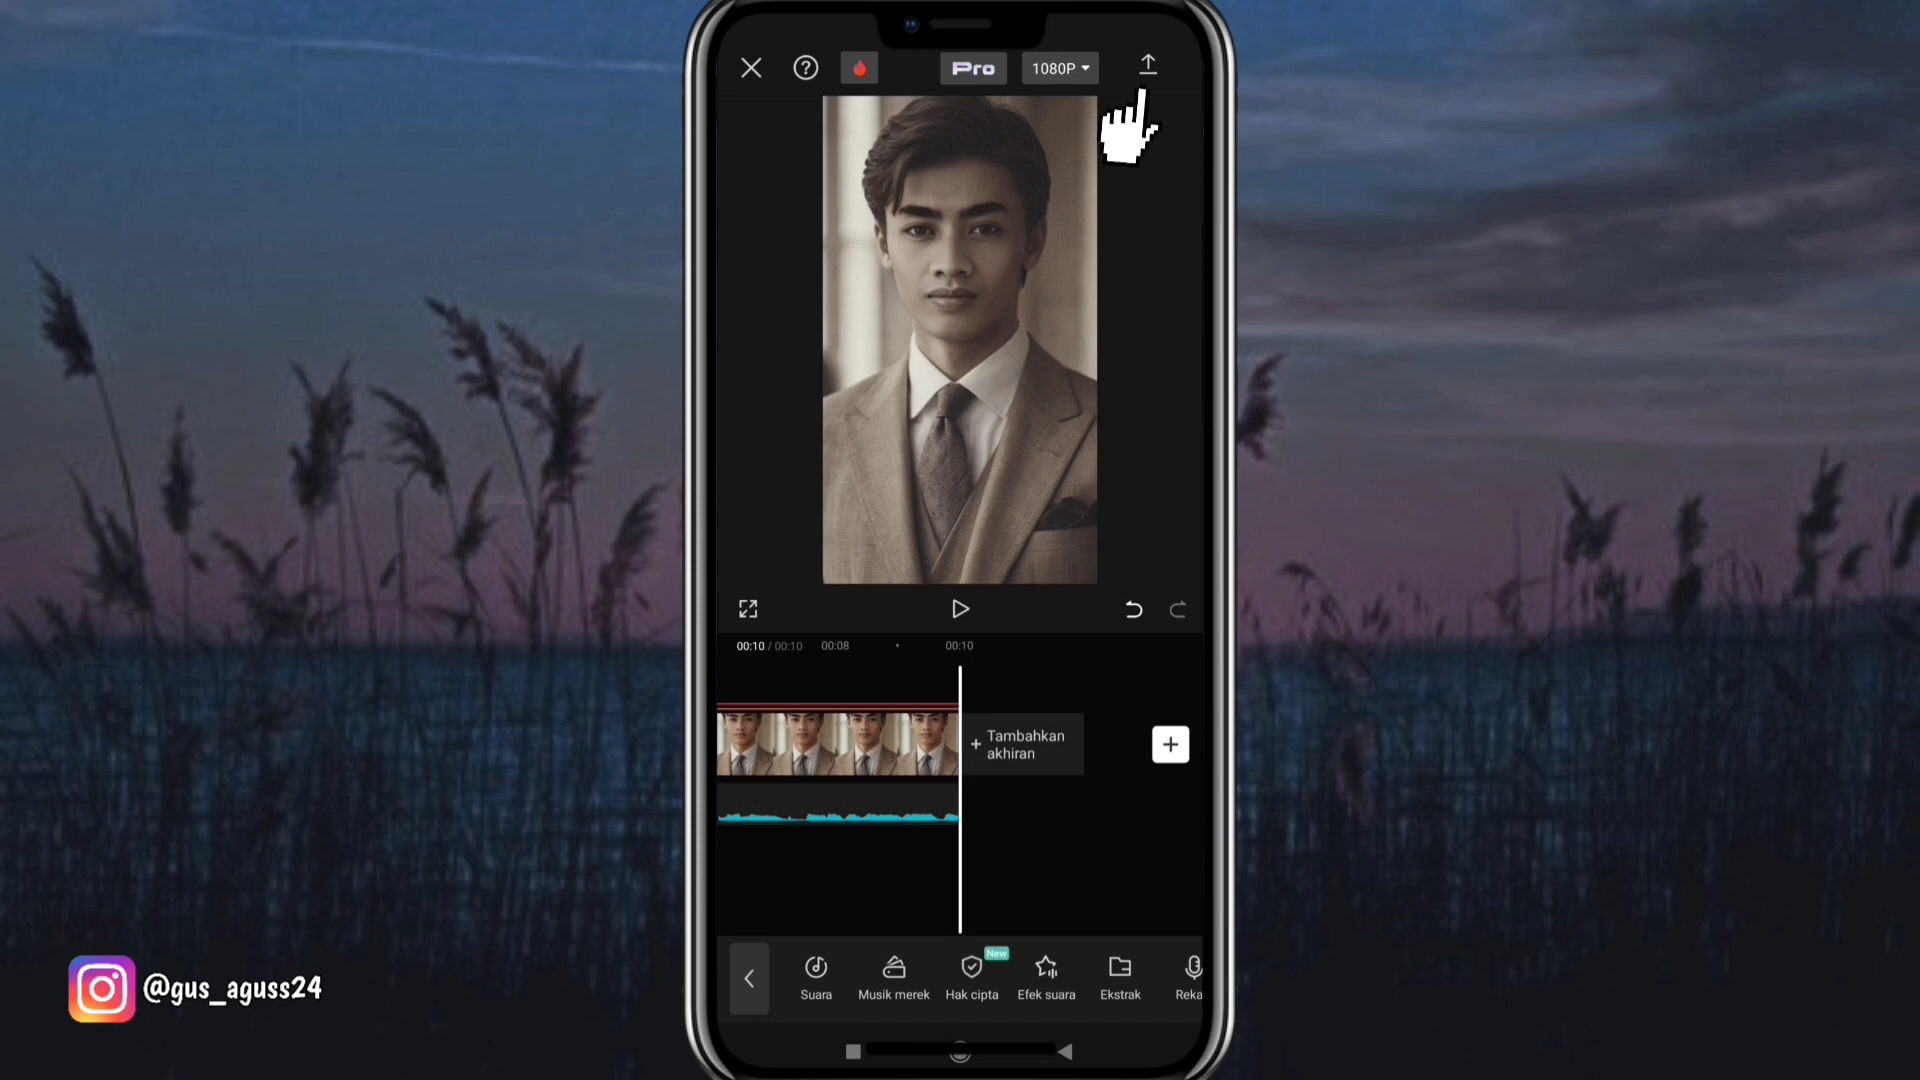 Pro
1080P
00:10 / 00:10
00:08
00:10
+ Tambahkan
akhiran
New
Suara
Musik merek
Hak cipta
Efek suara
Ekstrak
Reka
@gus_aguss24